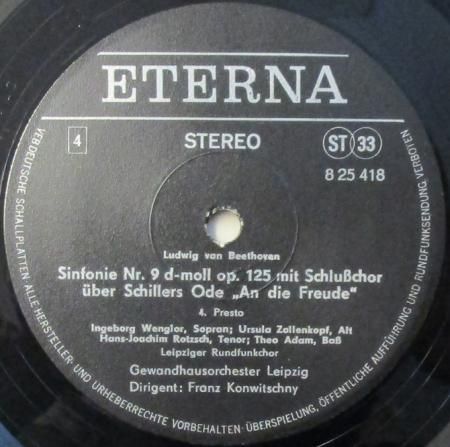 ETERNA
4
STEREO
ST 33
8 25 418
Ludwig van Beethoven
Sinfonie Nr. 9 d-moll op. 125 mit Schlußchor
über Schillers Ode „An die Freude“
4. Presto
Ingeborg Wenglor, Sopran; Ursula Zollenkopf, Alt
Hans-Joachim Rotzsch, Tenor; Theo Adam, Baß
Leipziger Rundfunkchor
Gewandhausorchester Leipzig
Dirigent: Franz Konwitschny
VEB DEUTSCHE SCHALLPLATTEN · ALLE HERSTELLER- UND URHEBERRECHTE VORBEHALTEN · ÜBERSPIELUNG, ÖFFENTLICHE AUFFÜHRUNG UND RUNDFUNKSENDUNG VERBOTEN